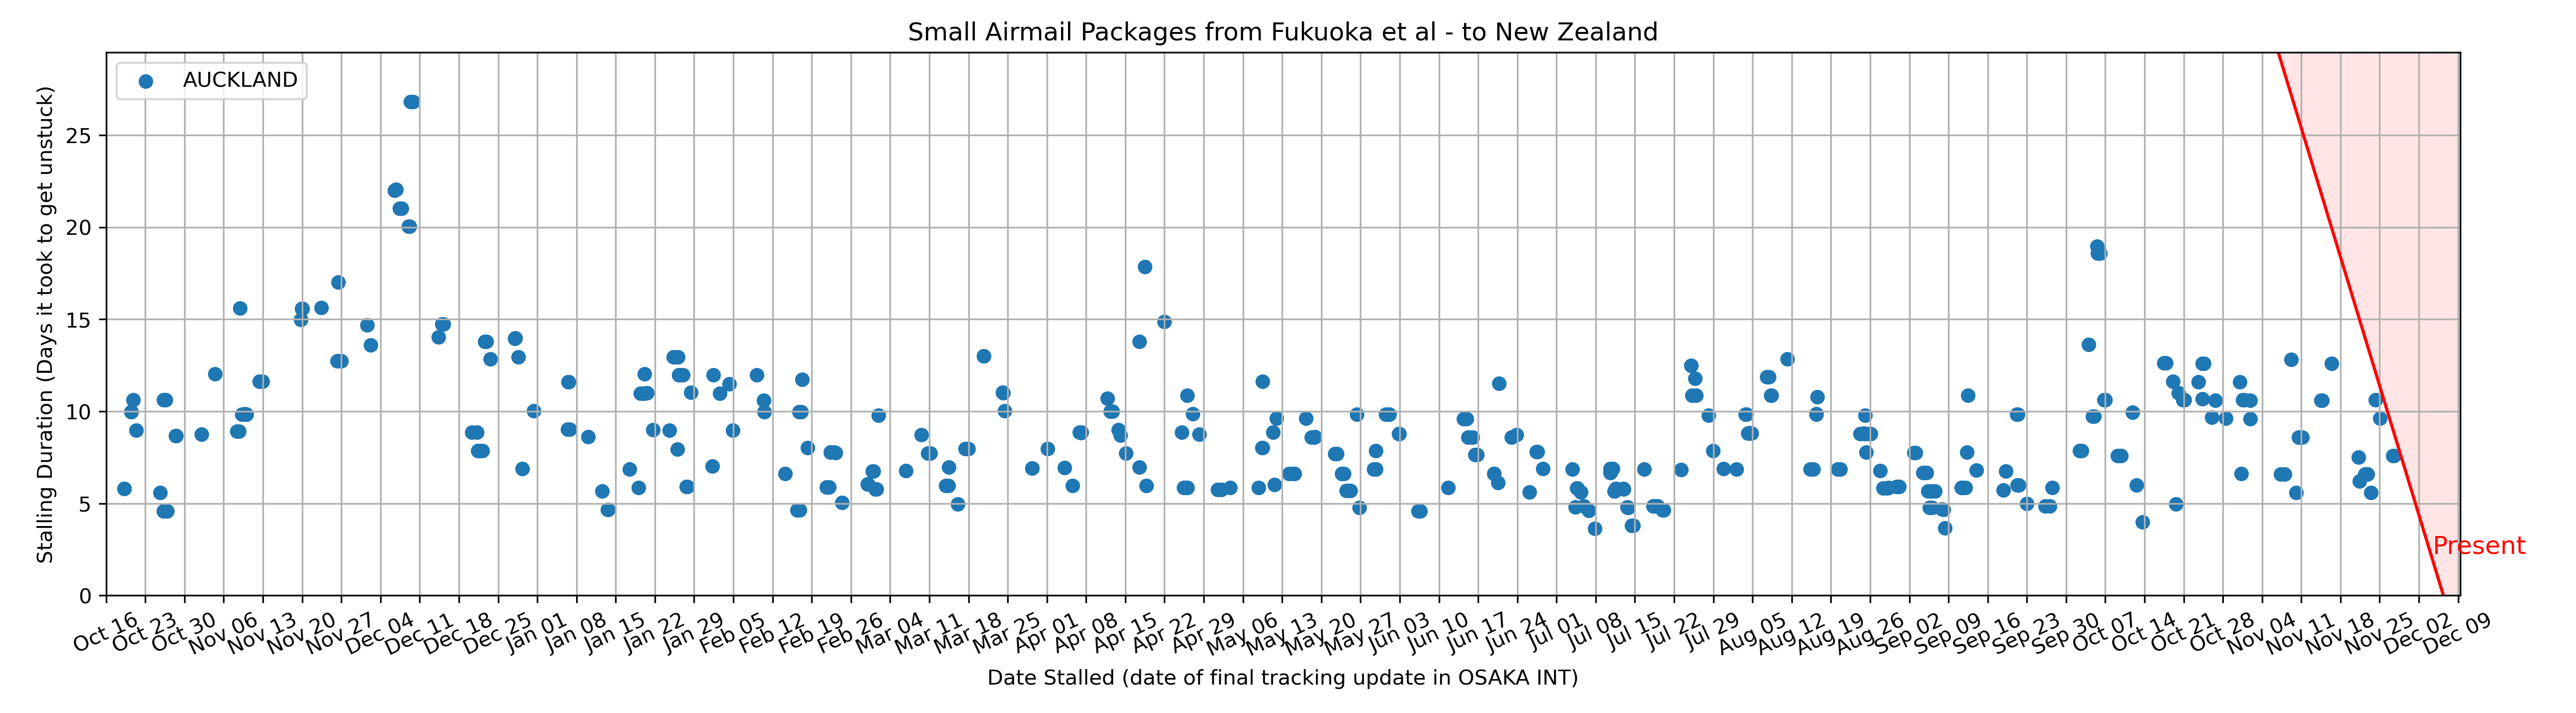 Small Airmail Packages from Fukuoka et al - to New Zealand
AUCKLAND
Stalling Duration (Days it took to get unstuck)
25
20
15
10
5
0
Present
Oct 16
Oct 23
Oct 30
Nov 06
Nov 13
Nov 20
Nov 27
Dec 04
Dec 11
Dec 18
Dec 25
Jan 01
Jan 08
Jan 15
Jan 22
Jan 29
Feb 05
Feb 12
Feb 19
Feb 26
Mar 04
Mar 11
Mar 18
Mar 25
Apr 01
Apr 08
Apr 15
Apr 22
Apr 29
May 06
May 13
May 20
May 27
Jun 03
Jun 10
Jun 17
Jun 24
Jul 01
Jul 08
Jul 15
Jul 22
Jul 29
Aug 05
Aug 12
Aug 19
Aug 26
Sep 02
Sep 09
Sep 16
Sep 23
Sep 30
Oct 07
Oct 14
Oct 21
Oct 28
Nov 04
Nov 11
Nov 18
Nov 25
Dec 02
Dec 09
Date Stalled (date of final tracking update in OSAKA INT)